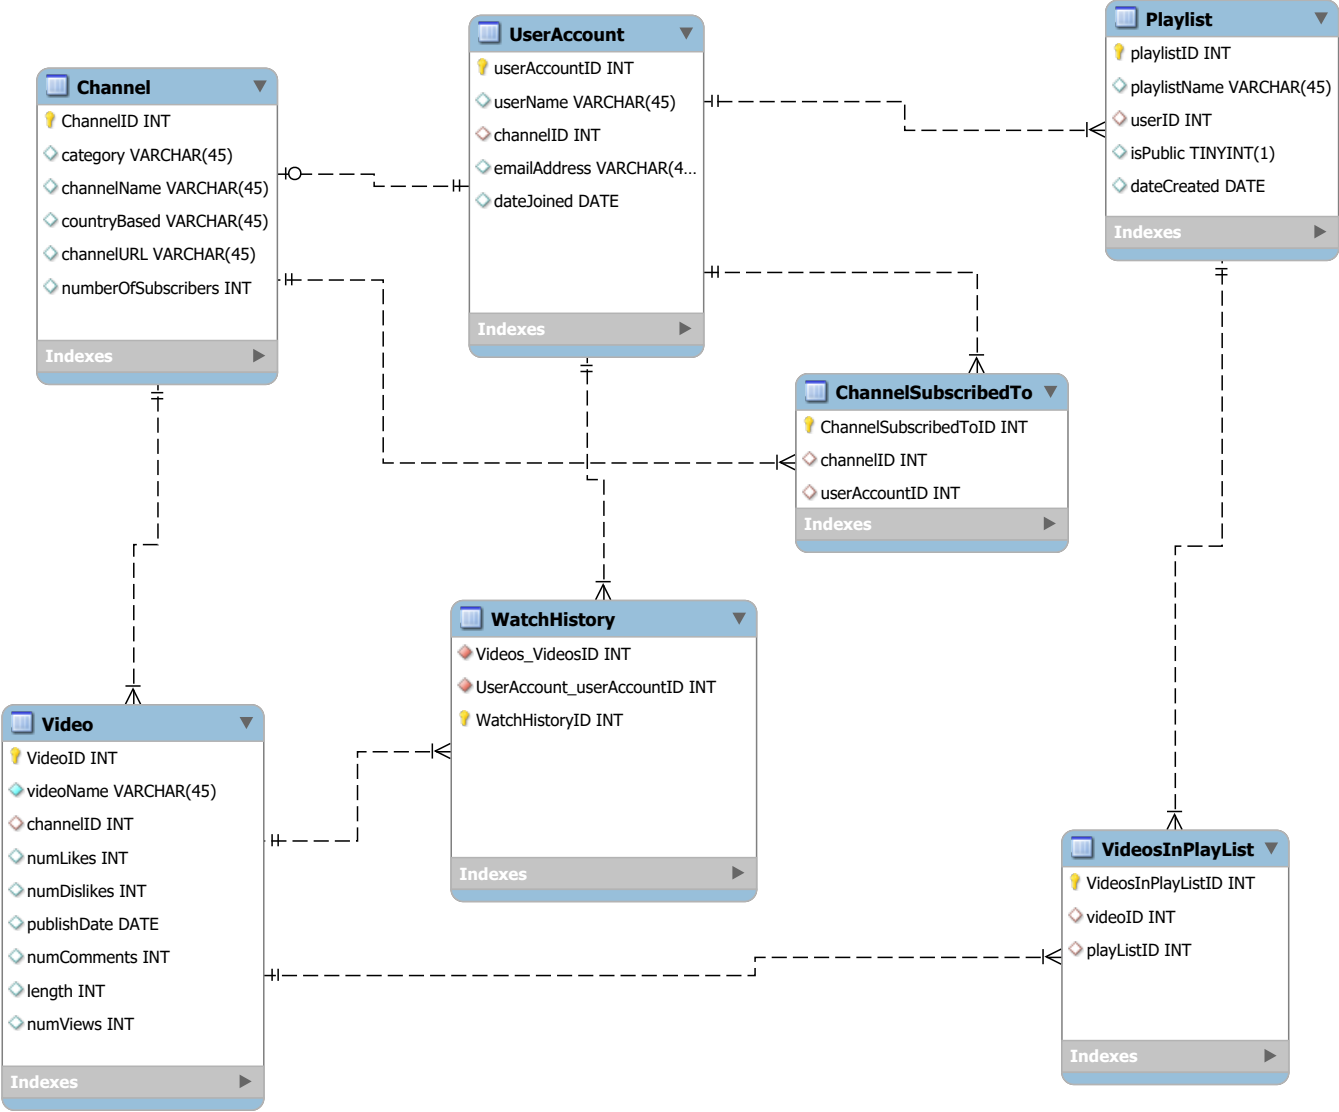 Channel
ChannelID INT
category VARCHAR(45)
channelName VARCHAR(45)
countryBased VARCHAR(45)
channelURL VARCHAR(45)
numberOfSubscribers INT
Indexes
UserAccount
userAccountID INT
userName VARCHAR(45)
channelID INT
emailAddress VARCHAR(4...
dateJoined DATE
Indexes
Playlist
playlistID INT
playlistName VARCHAR(45)
userID INT
isPublic TINYINT(1)
dateCreated DATE
Indexes
ChannelSubscribedTo
ChannelSubscribedToID INT
channelID INT
userAccountID INT
Indexes
WatchHistory
Videos_VideosID INT
UserAccount_userAccountID INT
WatchHistoryID INT
Indexes
Video
VideoID INT
videoName VARCHAR(45)
channelID INT
numLikes INT
numDislikes INT
publishDate DATE
numComments INT
length INT
numViews INT
Indexes
VideosInPlayList
VideosInPlayListID INT
videoID INT
playListID INT
Indexes